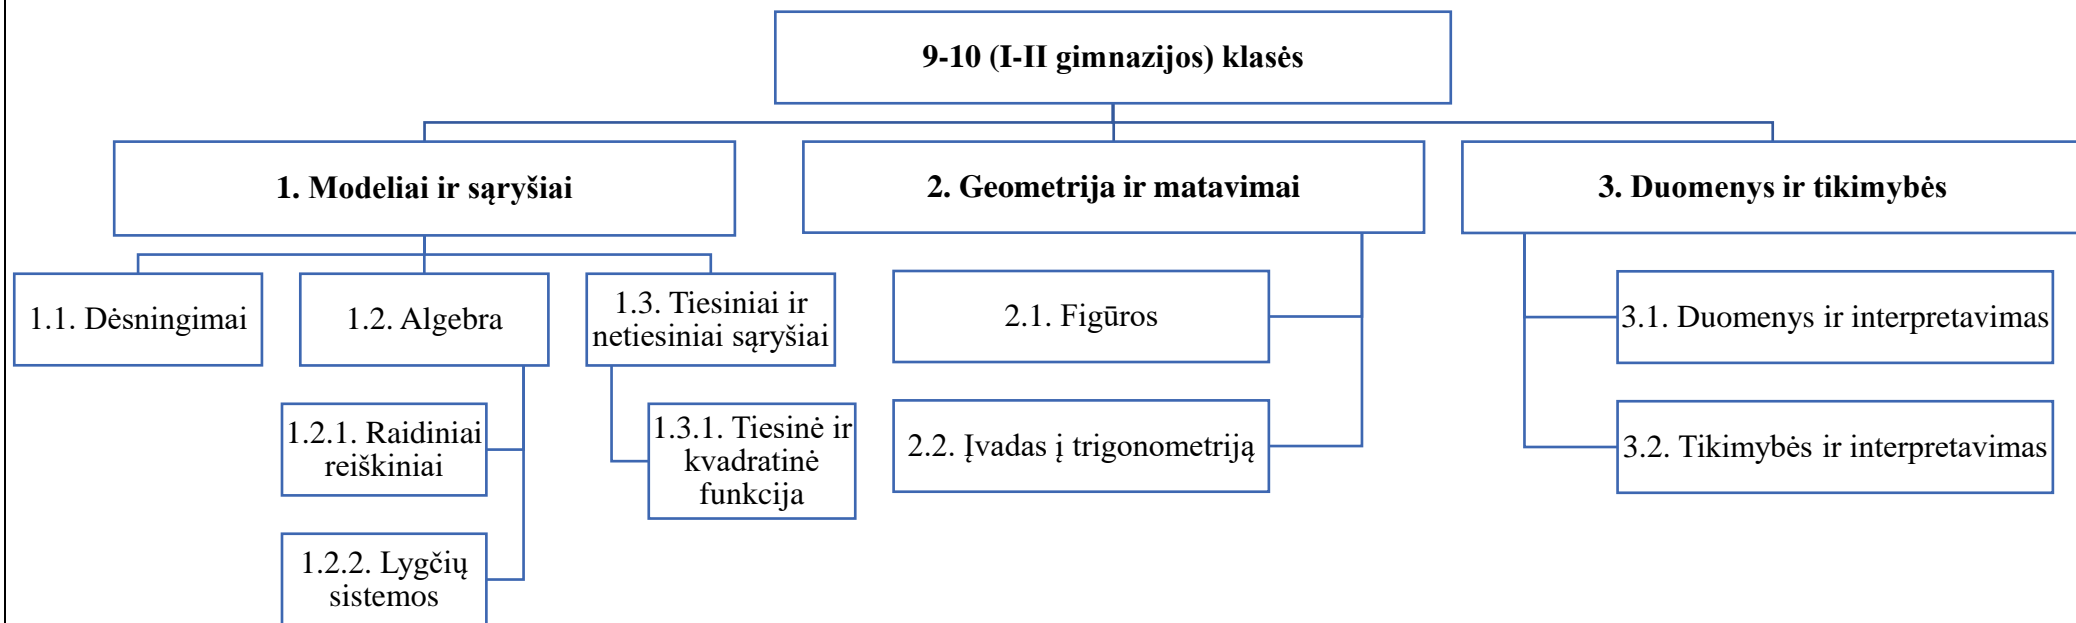 9-10 (I-II gimnazijos) klasės
1. Modeliai ir sąryšiai
2. Geometrija ir matavimai
3. Duomenys ir tikimybės
1.1. Dėsningimai
1.2. Algebra
1.3. Tiesiniai ir
netiesiniai sąryšiai
1.2.1. Raidiniai
reiškiniai
1.2.2. Lygčių
sistemos
1.3.1. Tiesinė ir
kvadratinė
funkcija
2.1. Figūros
2.2. Įvadas į trigonometriją
3.1. Duomenys ir interpretavimas
3.2. Tikimybės ir interpretavimas